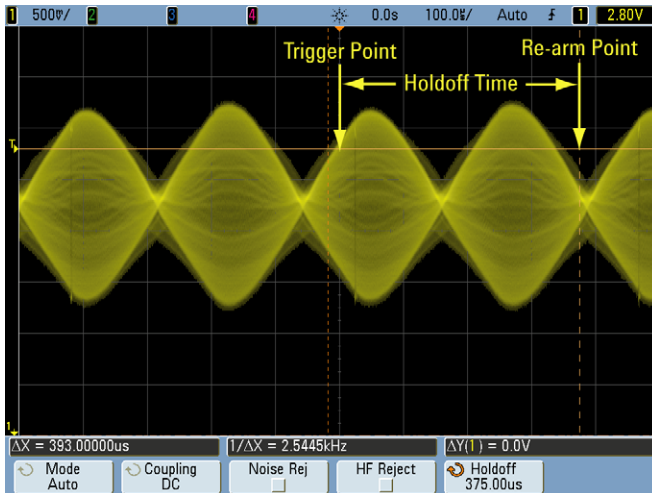 1 500℧/ 2 3 4 0.0s 100.0㎲/ Auto 1 2.80V
Trigger Point
Re-arm Point
Holdoff Time
T
1
ΔX = 393.00000us
1/ΔX = 2.5445kHz
ΔY(1) = 0.0V
Mode
Auto
Coupling
DC
Noise Rej
HF Reject
Holdoff
375.00us